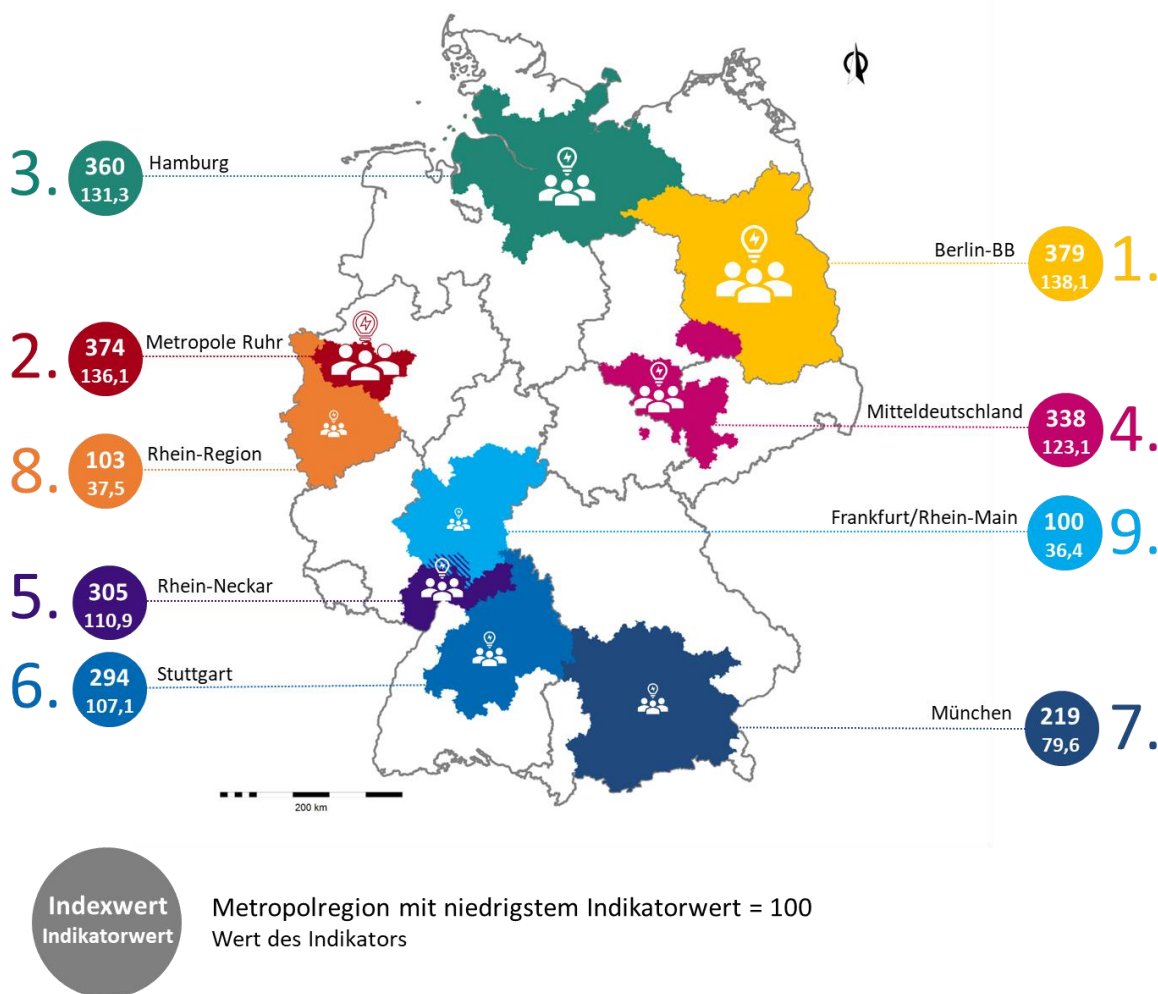 3.
360
131,3
Hamburg
Berlin-BB
379
138,1
1.
2.
374
136,1
Metropole Ruhr
Mitteldeutschland
338
123,1
4.
8.
103
37,5
Rhein-Region
Frankfurt/Rhein-Main
100
36,4
9.
5.
305
110,9
Rhein-Neckar
6.
294
107,1
Stuttgart
München
219
79,6
7.
200 km
Indexwert
Indikatorwert
Metropolregion mit niedrigstem Indikatorwert = 100
Wert des Indikators